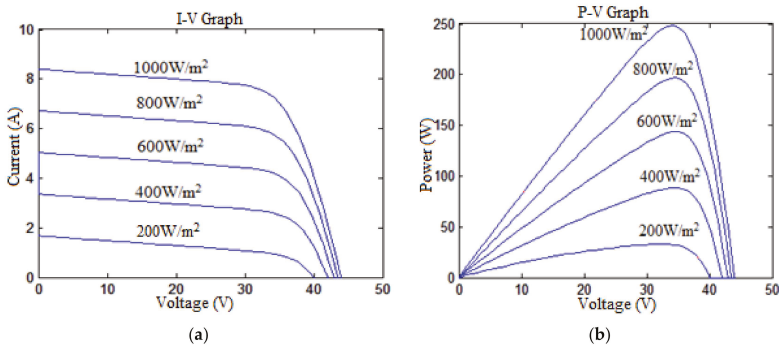 I-V Graph
10
8
6
4
2
0
Current (A)
1000W/m²
800W/m²
600W/m²
400W/m²
200W/m²
0
10
20
30
40
50
Voltage (V)
(a)
P-V Graph
250
200
150
100
50
0
Power (W)
1000W/m²
800W/m²
600W/m²
400W/m²
200W/m²
0
10
20
30
40
50
Voltage (V)
(b)